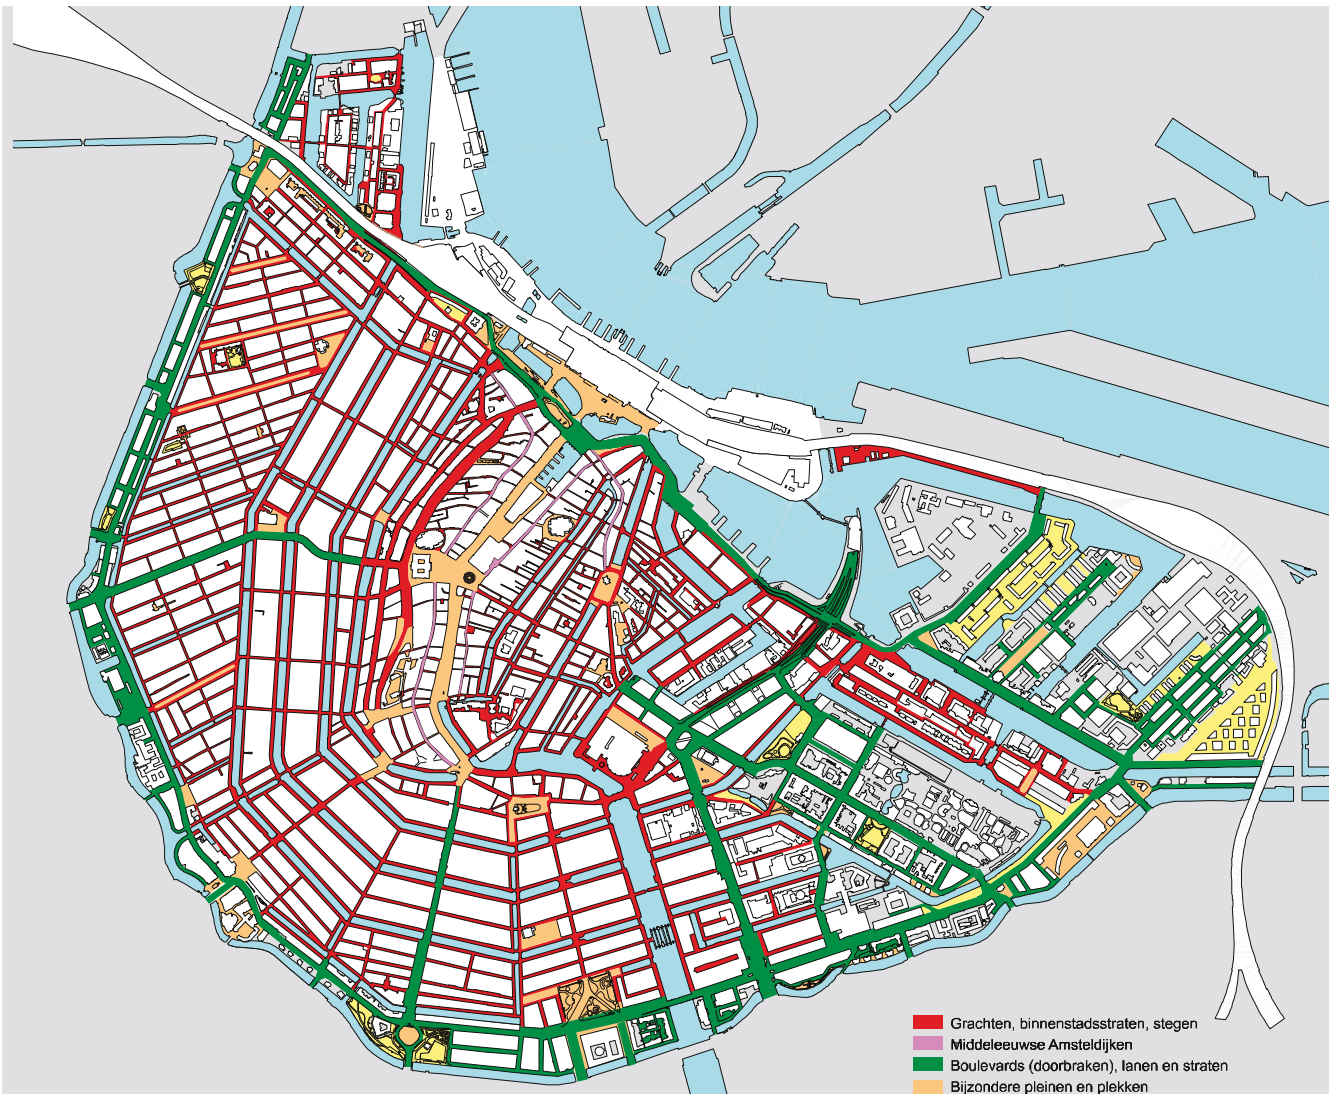 Grachten, binnenstadsstraten, stegen
Middeleeuwse Amsteldijken
Boulevards (doorbraken), lanen en straten
Bijzondere pleinen en plekken